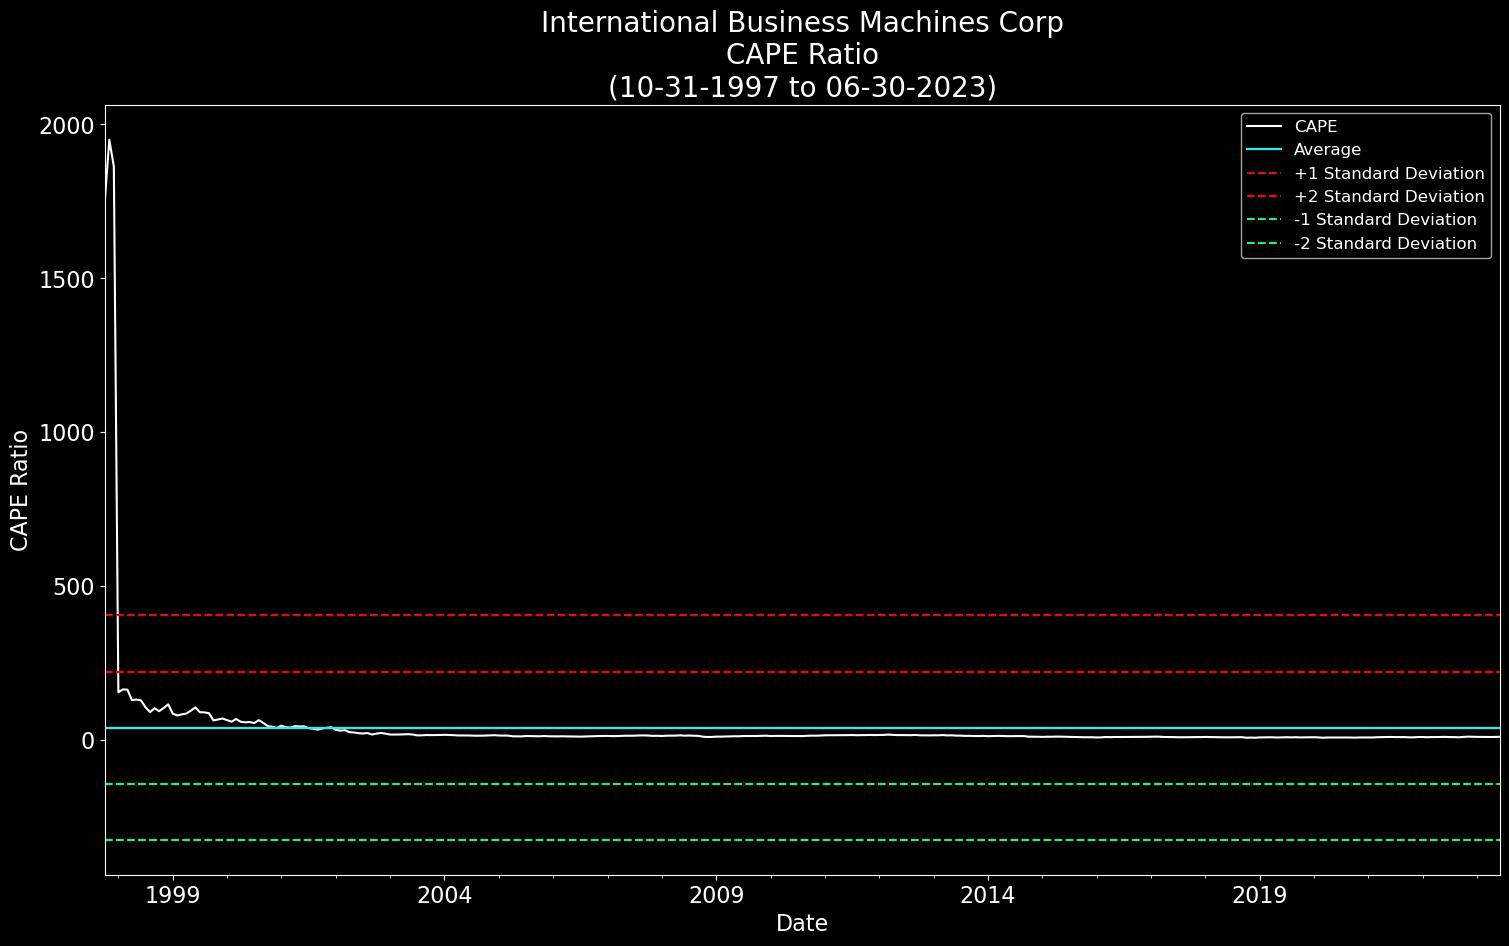 International Business Machines Corp
CAPE Ratio
(10-31-1997 to 06-30-2023)
2000
1500
1000
500
0
CAPE Ratio
CAPE
Average
+1 Standard Deviation
+2 Standard Deviation
-1 Standard Deviation
-2 Standard Deviation
1999
2004
2009
2014
2019
Date